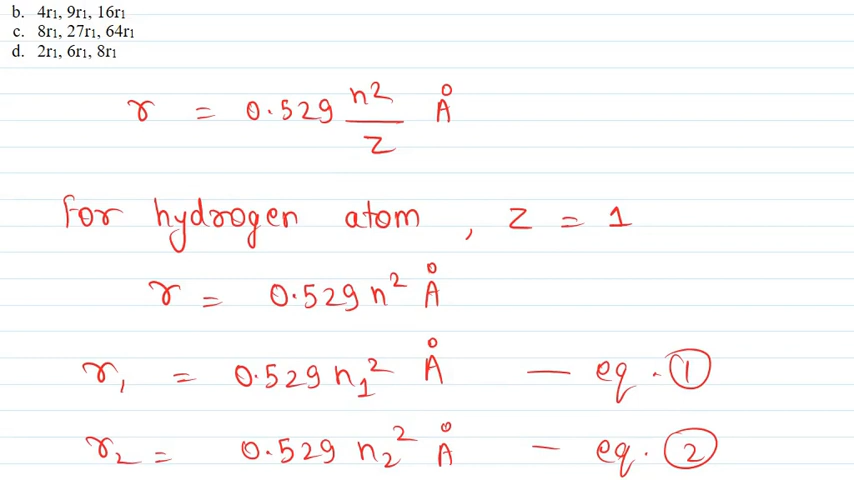 b. 4r₁, 9r₁, 16r₁
c. 8r₁, 27r₁, 64r₁
d. 2r₁, 6r₁, 8r₁
r = 0.529 n²/z Å
For hydrogen atom, z = 1
r = 0.529 n² Å
r₁ = 0.529 n₁² Å — eq. ①
r₂ = 0.529 n₂² Å — eq. ②